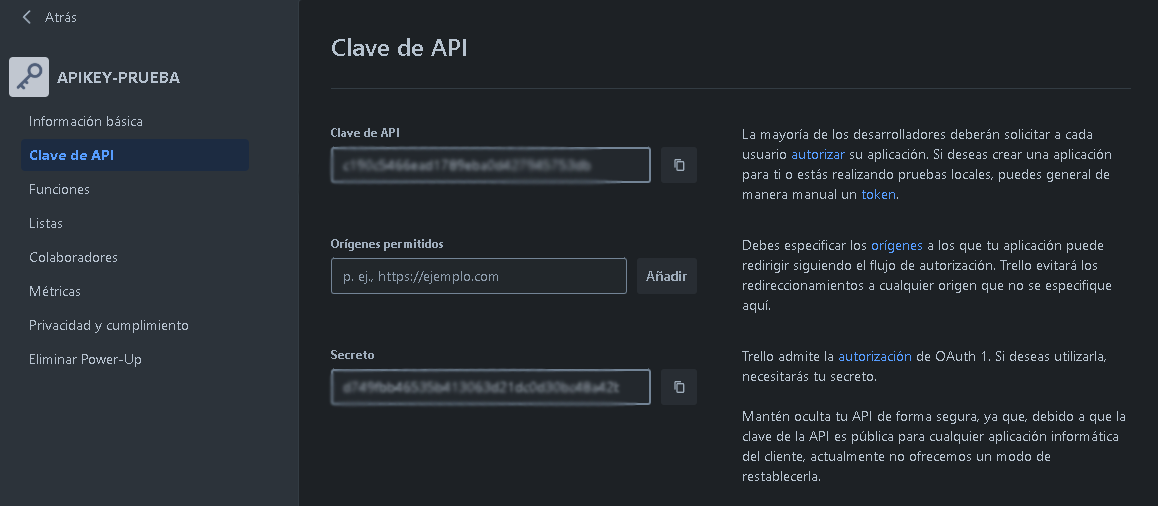 Atrás
APIKEY-PRUEBA
Información básica
Clave de API
Funciones
Listas
Colaboradores
Métricas
Privacidad y cumplimiento
Eliminar Power-Up
Clave de API
Clave de API
La mayoría de los desarrolladores deberán solicitar a cada
usuario autorizar su aplicación. Si deseas crear una aplicación
para ti o estás realizando pruebas locales, puedes general de
manera manual un token.
Orígenes permitidos
p. ej., https://ejemplo.com
Añadir
Debes especificar los orígenes a los que tu aplicación puede
redirigir siguiendo el flujo de autorización. Trello evitará los
redireccionamientos a cualquier origen que no se especifique
aquí.
Secreto
Trello admite la autorización de OAuth 1. Si deseas utilizarla,
necesitarás tu secreto.
Mantén oculta tu API de forma segura, ya que, debido a que la
clave de la API es pública para cualquier aplicación informática
del cliente, actualmente no ofrecemos un modo de
restablecerla.